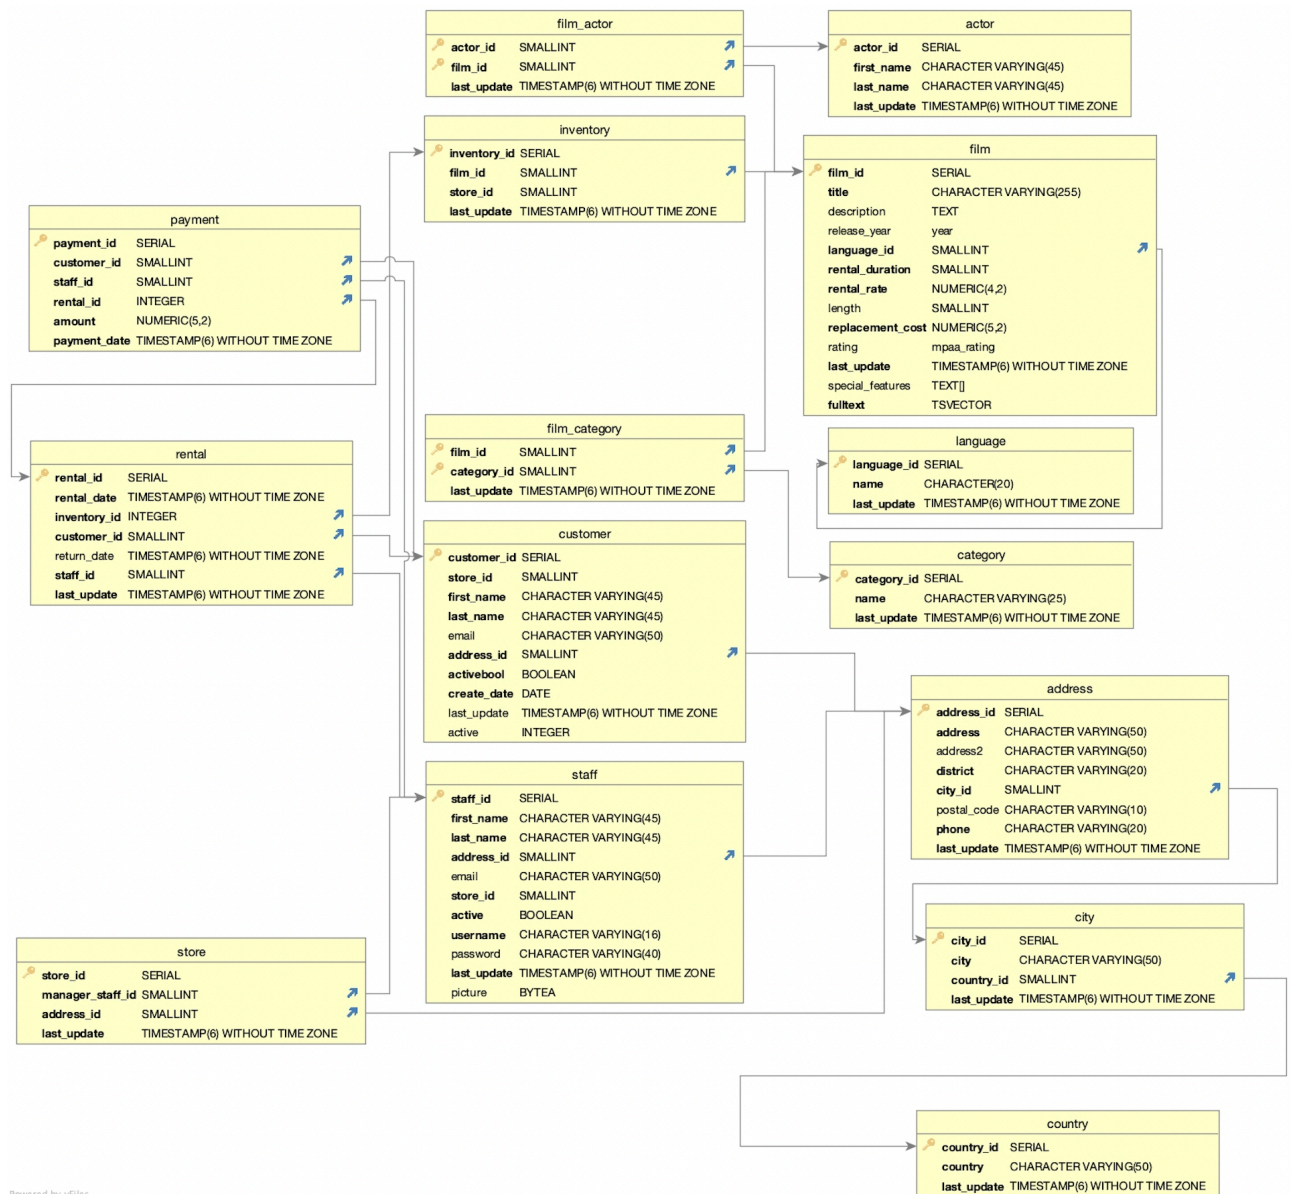 film_actor
actor_id SMALLINT
film_id SMALLINT
last_update TIMESTAMP(6) WITHOUT TIME ZONE
actor
actor_id SERIAL
first_name CHARACTER VARYING(45)
last_name CHARACTER VARYING(45)
last_update TIMESTAMP(6) WITHOUT TIME ZONE
inventory
inventory_id SERIAL
film_id SMALLINT
store_id SMALLINT
last_update TIMESTAMP(6) WITHOUT TIME ZONE
film
film_id SERIAL
title CHARACTER VARYING(255)
description TEXT
release_year year
language_id SMALLINT
rental_duration SMALLINT
rental_rate NUMERIC(4,2)
length SMALLINT
replacement_cost NUMERIC(5,2)
rating mpaa_rating
last_update TIMESTAMP(6) WITHOUT TIME ZONE
special_features TEXT[]
fulltext TSVECTOR
payment
payment_id SERIAL
customer_id SMALLINT
staff_id SMALLINT
rental_id INTEGER
amount NUMERIC(5,2)
payment_date TIMESTAMP(6) WITHOUT TIME ZONE
film_category
film_id SMALLINT
category_id SMALLINT
last_update TIMESTAMP(6) WITHOUT TIME ZONE
language
language_id SERIAL
name CHARACTER(20)
last_update TIMESTAMP(6) WITHOUT TIME ZONE
rental
rental_id SERIAL
rental_date TIMESTAMP(6) WITHOUT TIME ZONE
inventory_id INTEGER
customer_id SMALLINT
return_date TIMESTAMP(6) WITHOUT TIME ZONE
staff_id SMALLINT
last_update TIMESTAMP(6) WITHOUT TIME ZONE
customer
customer_id SERIAL
store_id SMALLINT
first_name CHARACTER VARYING(45)
last_name CHARACTER VARYING(45)
email CHARACTER VARYING(50)
address_id SMALLINT
activebool BOOLEAN
create_date DATE
last_update TIMESTAMP(6) WITHOUT TIME ZONE
active INTEGER
category
category_id SERIAL
name CHARACTER VARYING(25)
last_update TIMESTAMP(6) WITHOUT TIME ZONE
address
address_id SERIAL
address CHARACTER VARYING(50)
address2 CHARACTER VARYING(50)
district CHARACTER VARYING(20)
city_id SMALLINT
postal_code CHARACTER VARYING(10)
phone CHARACTER VARYING(20)
last_update TIMESTAMP(6) WITHOUT TIME ZONE
staff
staff_id SERIAL
first_name CHARACTER VARYING(45)
last_name CHARACTER VARYING(45)
address_id SMALLINT
email CHARACTER VARYING(50)
store_id SMALLINT
active BOOLEAN
username CHARACTER VARYING(16)
password CHARACTER VARYING(40)
last_update TIMESTAMP(6) WITHOUT TIME ZONE
picture BYTEA
city
city_id SERIAL
city CHARACTER VARYING(50)
country_id SMALLINT
last_update TIMESTAMP(6) WITHOUT TIME ZONE
store
store_id SERIAL
manager_staff_id SMALLINT
address_id SMALLINT
last_update TIMESTAMP(6) WITHOUT TIME ZONE
country
country_id SERIAL
country CHARACTER VARYING(50)
last_update TIMESTAMP(6) WITHOUT TIME ZONE